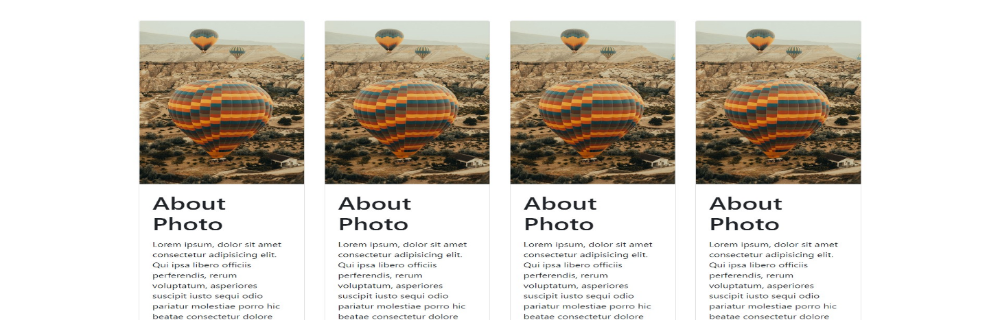 About
Photo
Lorem ipsum, dolor sit amet
consectetur adipisicing elit.
Qui ipsa libero officiis
perferendis, rerum
voluptatum, asperiores
suscipit iusto sequi odio
pariatur molestiae porro hic
beatae consectetur dolore
About
Photo
Lorem ipsum, dolor sit amet
consectetur adipisicing elit.
Qui ipsa libero officiis
perferendis, rerum
voluptatum, asperiores
suscipit iusto sequi odio
pariatur molestiae porro hic
beatae consectetur dolore
About
Photo
Lorem ipsum, dolor sit amet
consectetur adipisicing elit.
Qui ipsa libero officiis
perferendis, rerum
voluptatum, asperiores
suscipit iusto sequi odio
pariatur molestiae porro hic
beatae consectetur dolore
About
Photo
Lorem ipsum, dolor sit amet
consectetur adipisicing elit.
Qui ipsa libero officiis
perferendis, rerum
voluptatum, asperiores
suscipit iusto sequi odio
pariatur molestiae porro hic
beatae consectetur dolore